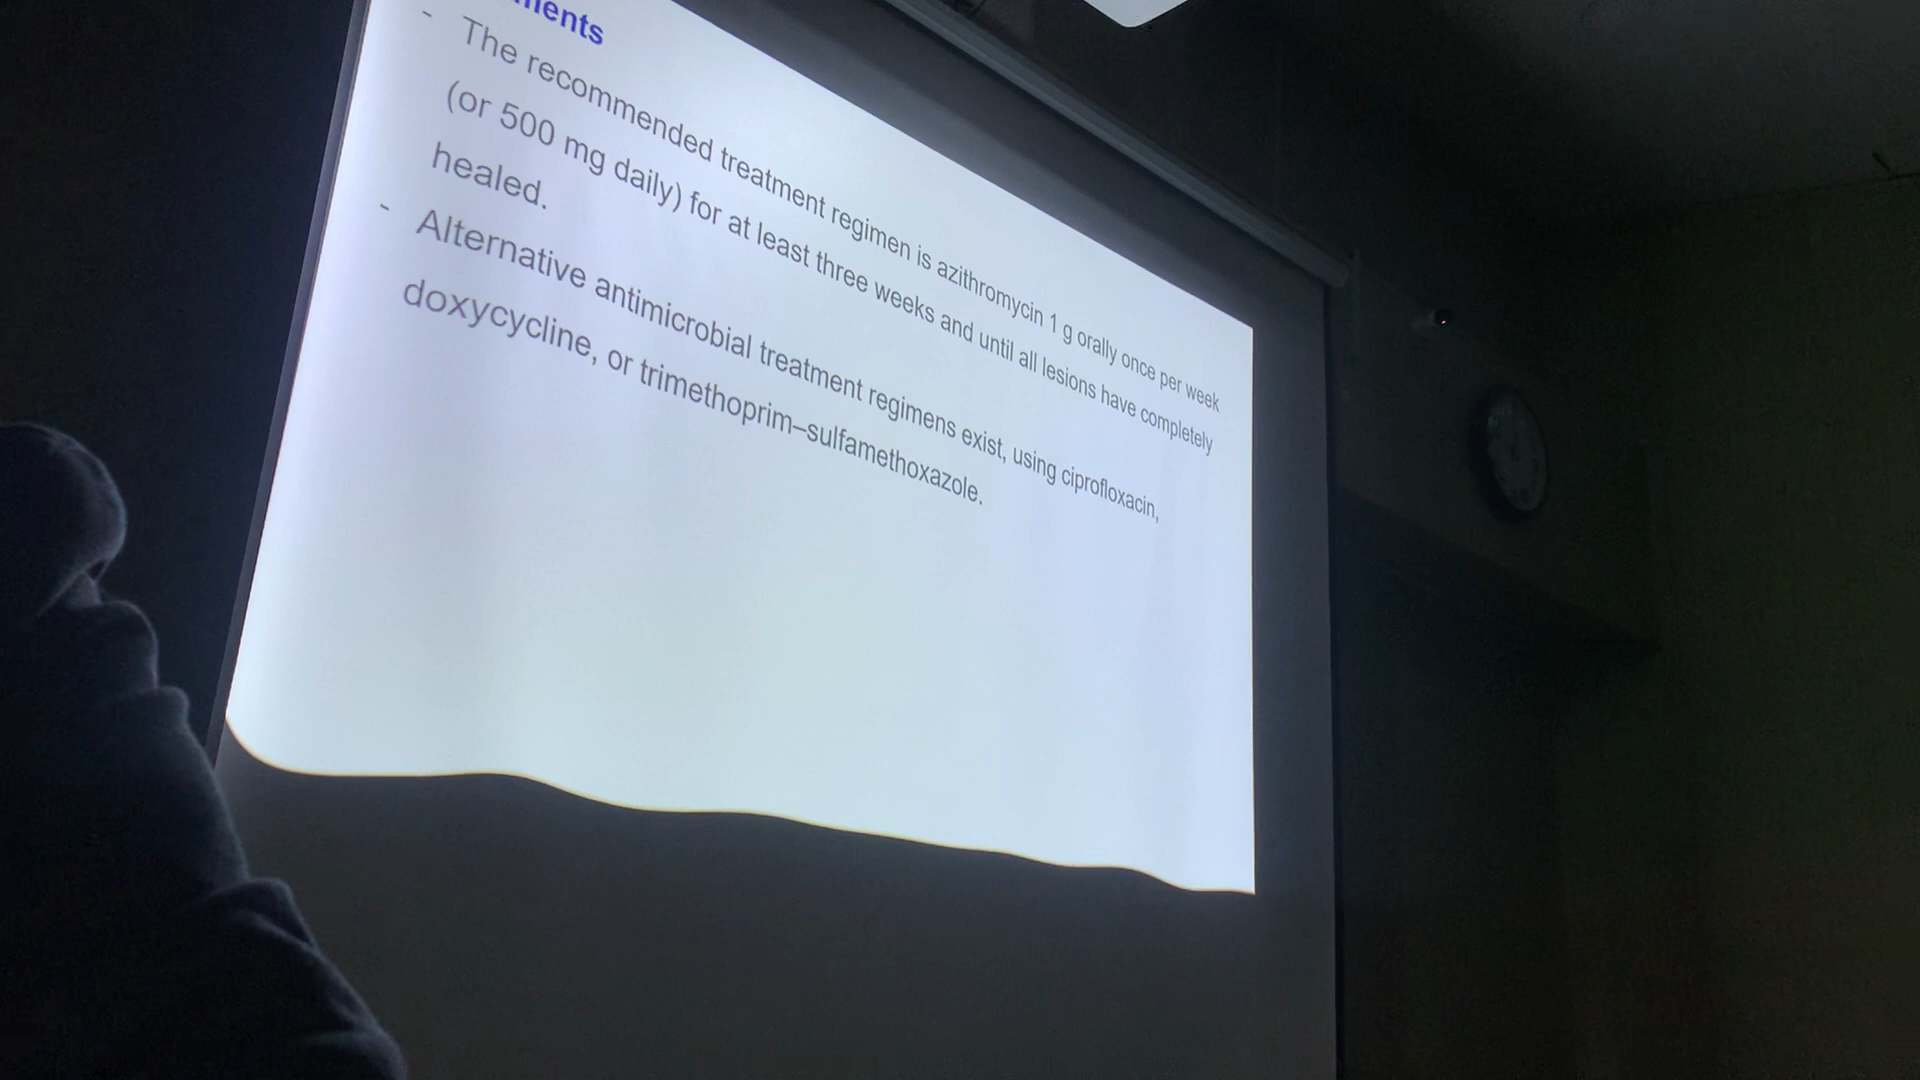 - The recommended treatment regimen is azithromycin 1 g orally once per week
(or 500 mg daily) for at least three weeks and until all lesions have completely
healed.
- Alternative antimicrobial treatment regimens exist, using ciprofloxacin,
doxycycline, or trimethoprim–sulfamethoxazole.